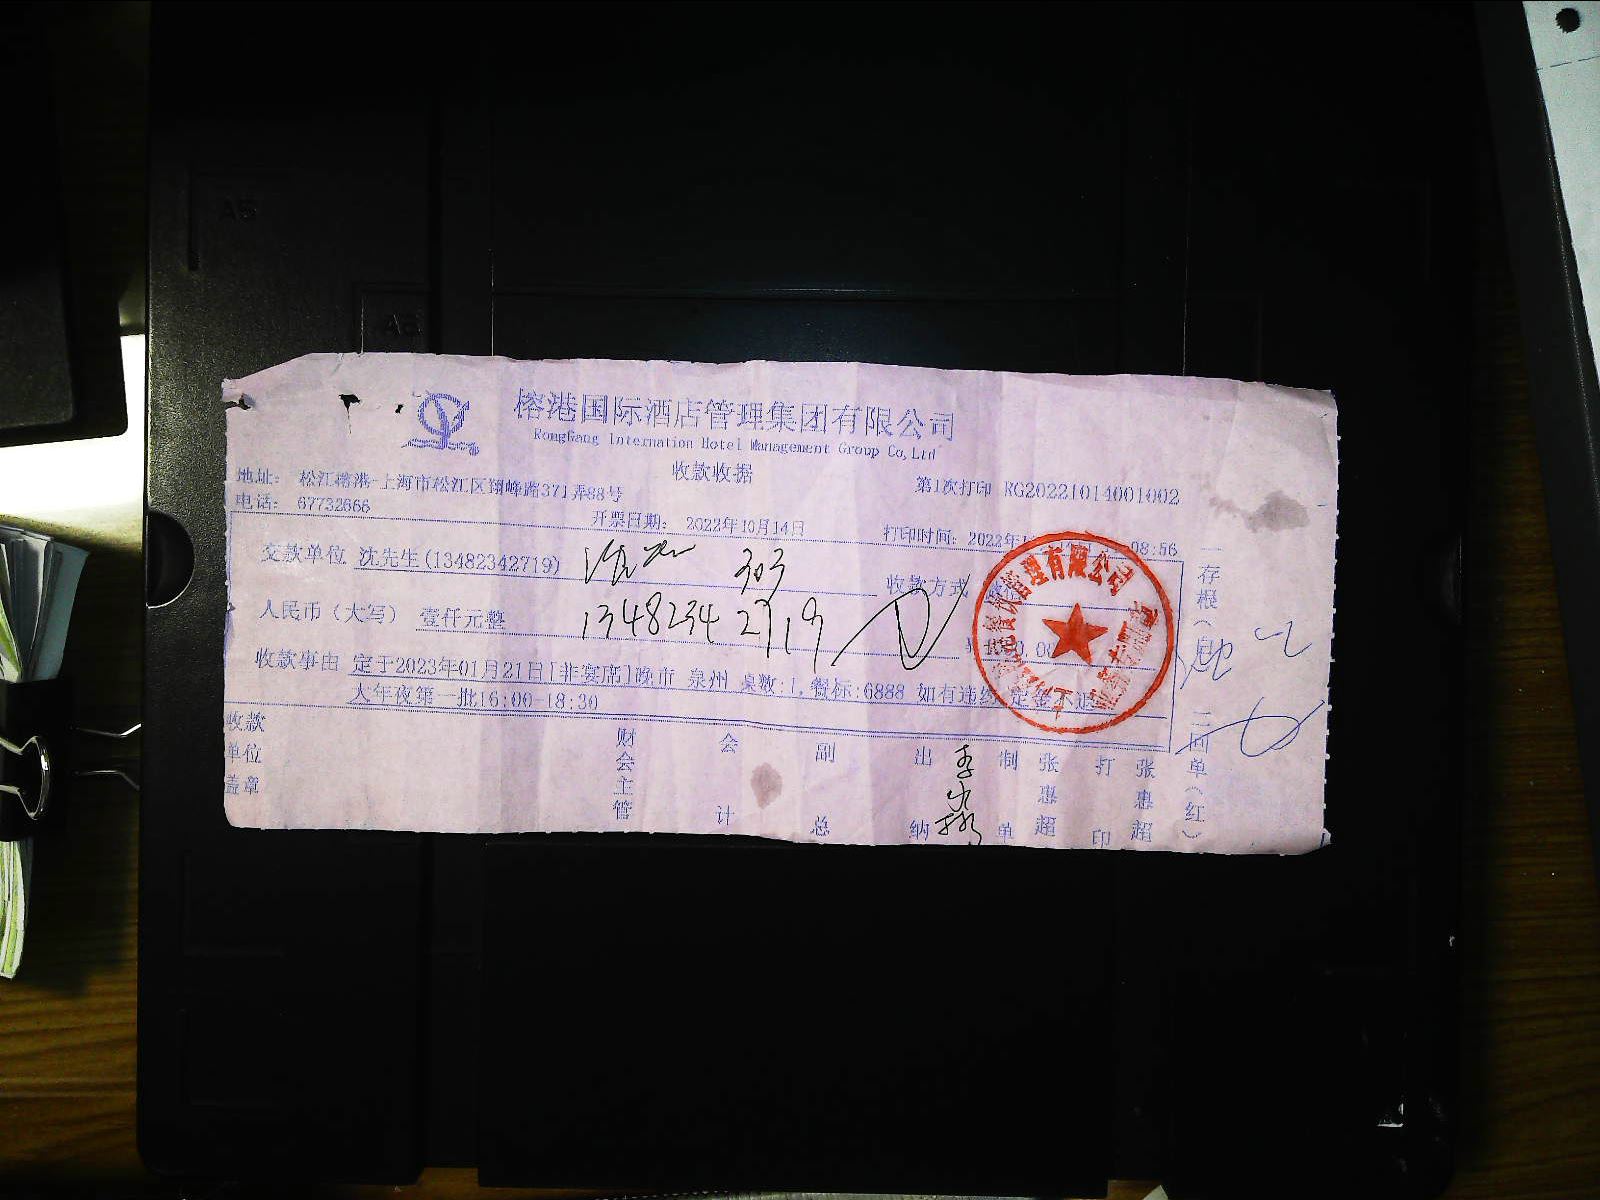 榕港国际酒店管理集团有限公司
RongGang Internation Hotel Management Group Co,Ltd
收款收据
地址： 松江榕港-上海市松江区翔峰路371弄88号
第1次打印 RG20221014001002
电话： 67732666
开票日期： 2022年10月14日
打印时间：2022年 08:56
交款单位 沈先生(13482342719)
303
收款方式
人民币（大写） 壹仟元整
13482342719
收款事由 定于2023年01月21日[非宴席]晚市 泉州 桌数:1,餐标:6888 如有违约,定金不退
大年夜第一批16:00-18:30
管理有限公司
收款单位盖章
财会主管
会计
副总
出纳
制单 张惠超
打印 张惠超
一存根（白
二回单（红）
A5
A6